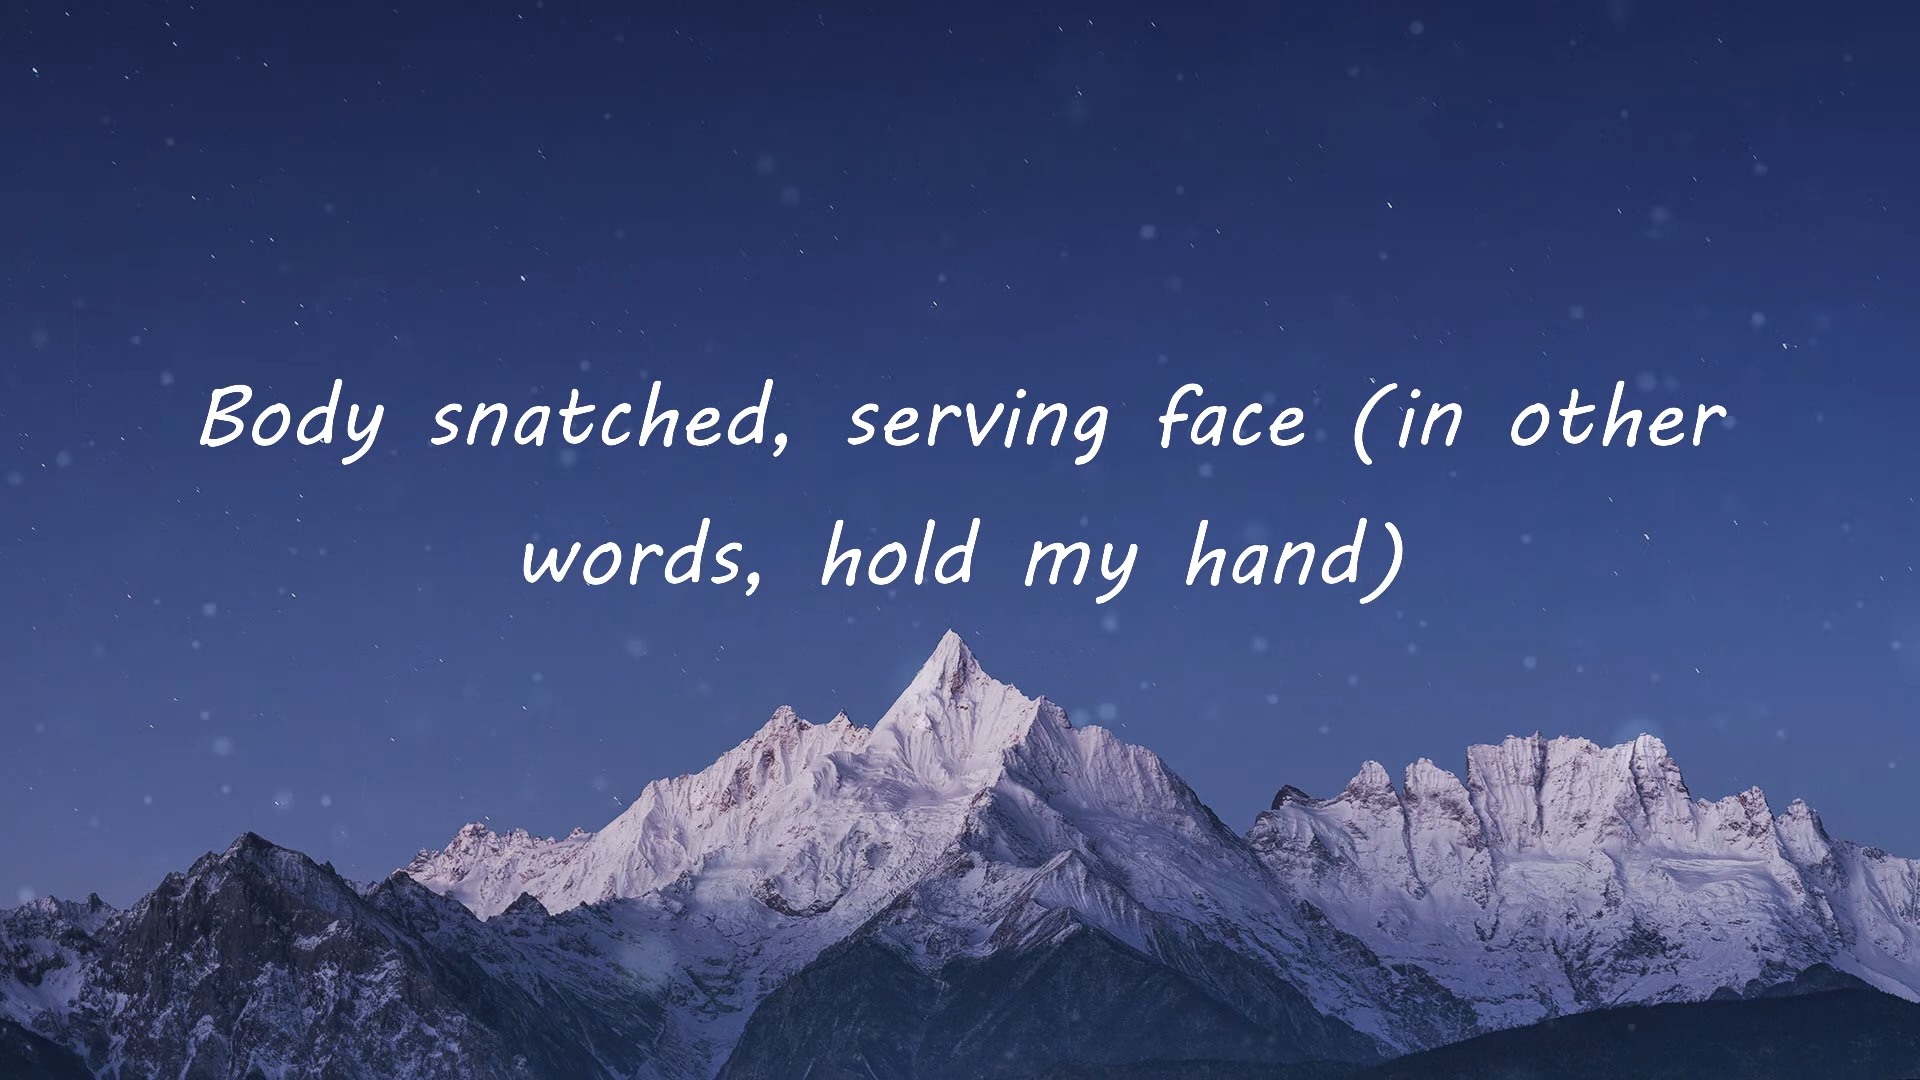 Body snatched, serving face (in other
words, hold my hand)